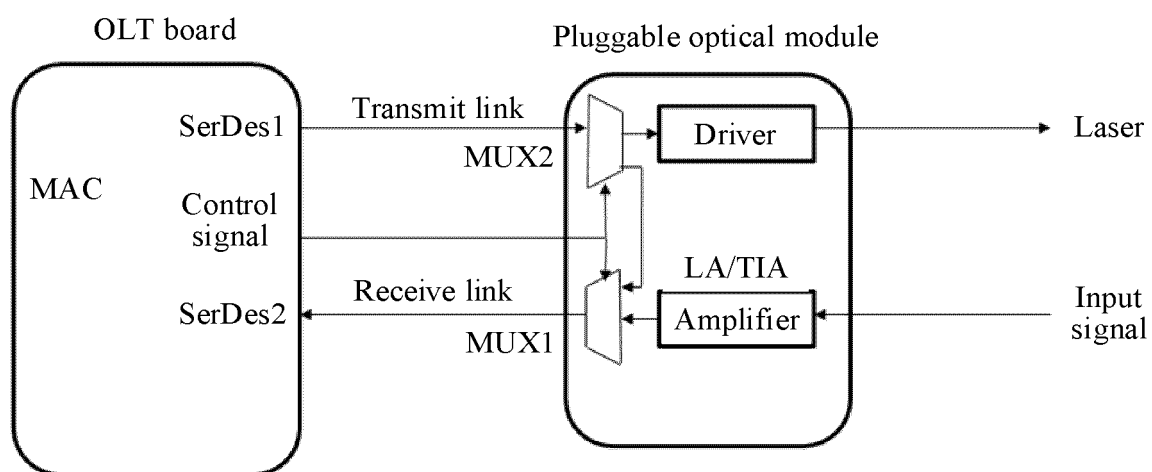 OLT board
Pluggable optical module
SerDes1
Transmit link
MUX2
Driver
Laser
MAC
Control
signal
LA/TIA
SerDes2
Receive link
MUX1
Amplifier
Input
signal